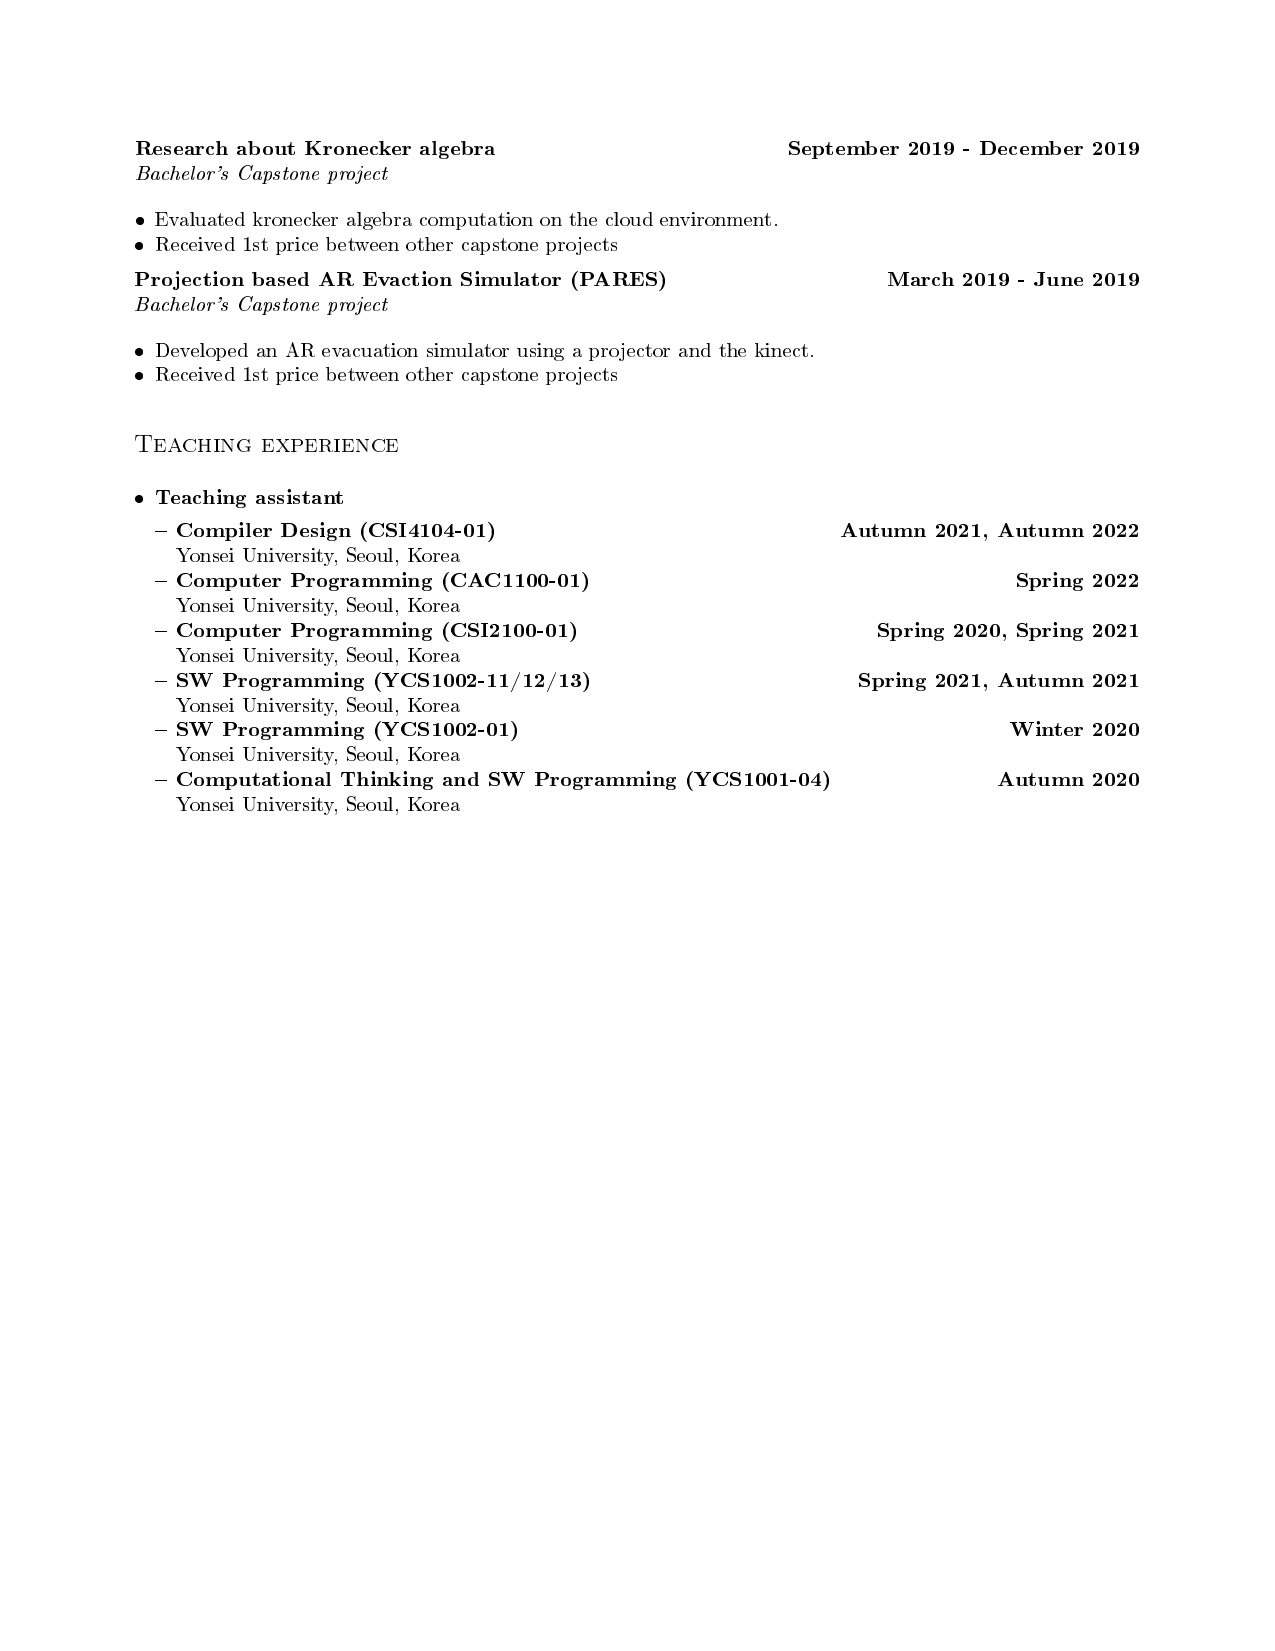 Research about Kronecker algebra September 2019 - December 2019
Bachelor's Capstone project
• Evaluated kronecker algebra computation on the cloud environment.
• Received 1st price between other capstone projects
Projection based AR Evaction Simulator (PARES) March 2019 - June 2019
Bachelor's Capstone project
• Developed an AR evacuation simulator using a projector and the kinect.
• Received 1st price between other capstone projects
Teaching experience
• Teaching assistant
– Compiler Design (CSI4104-01) Autumn 2021, Autumn 2022
Yonsei University, Seoul, Korea
– Computer Programming (CAC1100-01) Spring 2022
Yonsei University, Seoul, Korea
– Computer Programming (CSI2100-01) Spring 2020, Spring 2021
Yonsei University, Seoul, Korea
– SW Programming (YCS1002-11/12/13) Spring 2021, Autumn 2021
Yonsei University, Seoul, Korea
– SW Programming (YCS1002-01) Winter 2020
Yonsei University, Seoul, Korea
– Computational Thinking and SW Programming (YCS1001-04) Autumn 2020
Yonsei University, Seoul, Korea